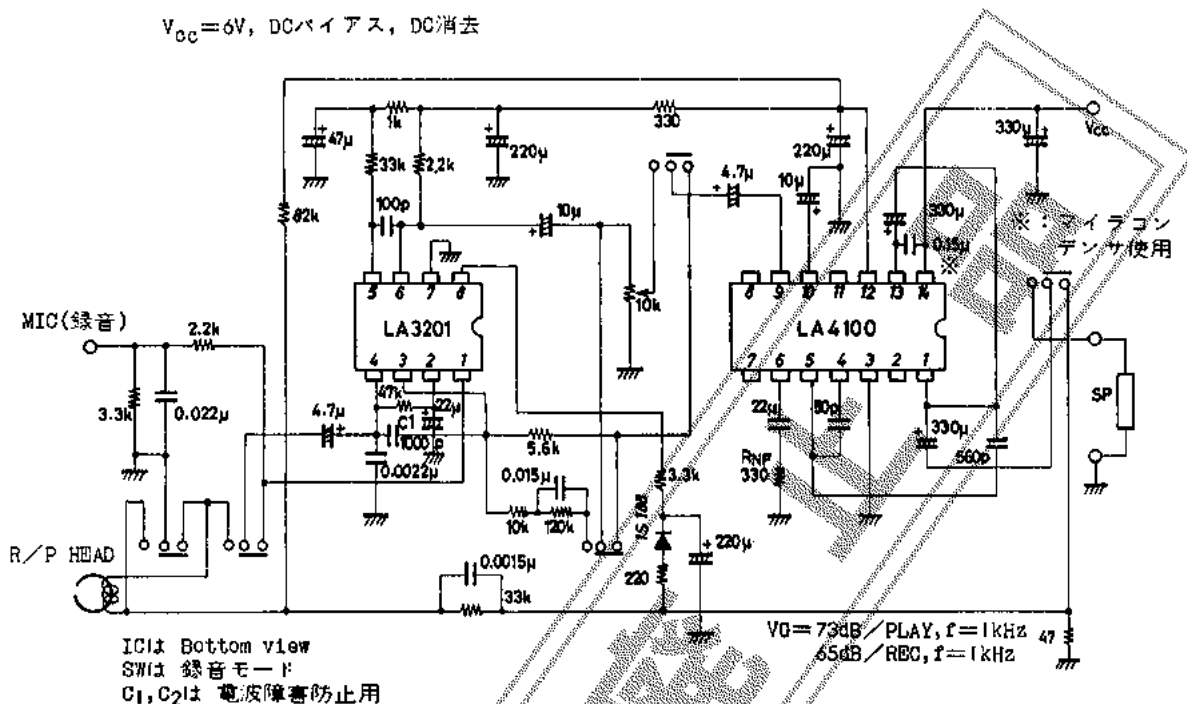 VCC=6V, DCバイアス, DC消去
1k
330
47μ
33k
2.2k
220μ
220μ
330μ
VCC
4.7μ
10μ
82k
100p
10μ
330μ
0.15μ
※
※:マイラコン
デンサ使用
5 6 7 8
10k
8 9 10 11 12 13 14
MIC(録音)
2.2k
LA3201
LA4100
4 3 2 1
7 6 5 4 3 2 1
3.3k
0.022μ
4.7μ
47k
22μ
C1
1000p
5.6k
22μ
50p
330μ
560p
SP
0.0022μ
0.015μ
3.3k
RNF
330
10k
120k
1S188
R/P HEAD
0.0015μ
220μ
33k
220
ICは Bottom view
SWは 録音モード
C1,C2は 電波障害防止用
VG=73dB/PLAY,f=1kHz
65dB/REC,f=1kHz
47